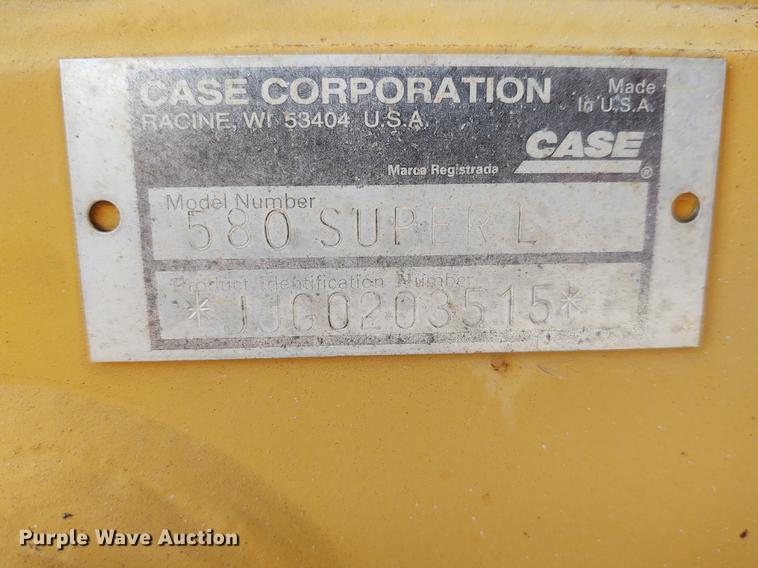 CASE CORPORATION
RACINE, WI 53404 U.S.A.
Made
In U.S.A.
CASE
®
Marca Registrada
Model Number
580 SUPER L
Product Identification Number
*JJG0203515*
Purple Wave Auction®